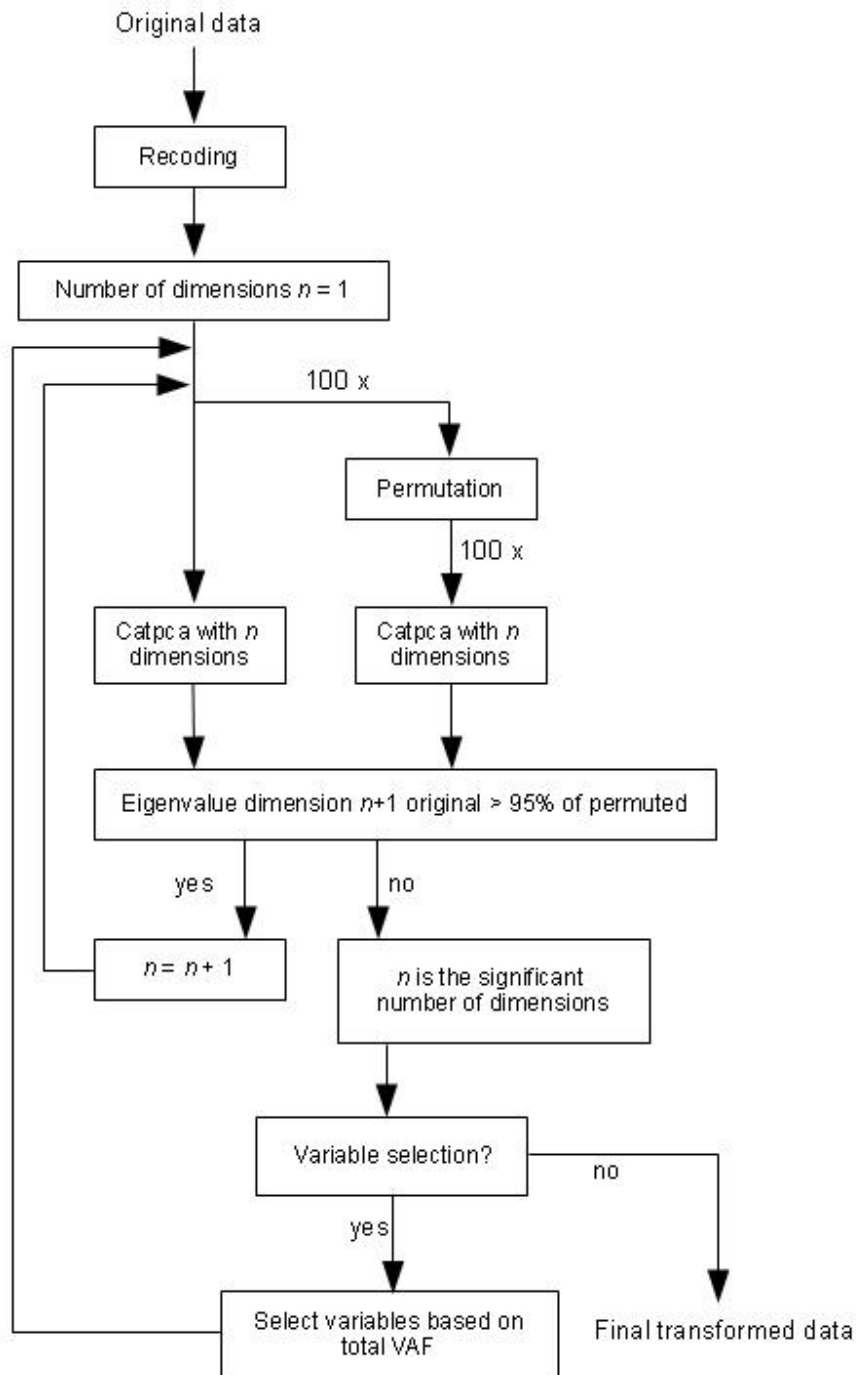 Original data
Recoding
Number of dimensions n = 1
100 x
Permutation
100 x
Catpca with n
dimensions
Catpca with n
dimensions
Eigenvalue dimension n+1 original > 95% of permuted
yes
no
n = n + 1
n is the significant
number of dimensions
Variable selection?
no
yes
Select variables based on
total VAF
Final transformed data